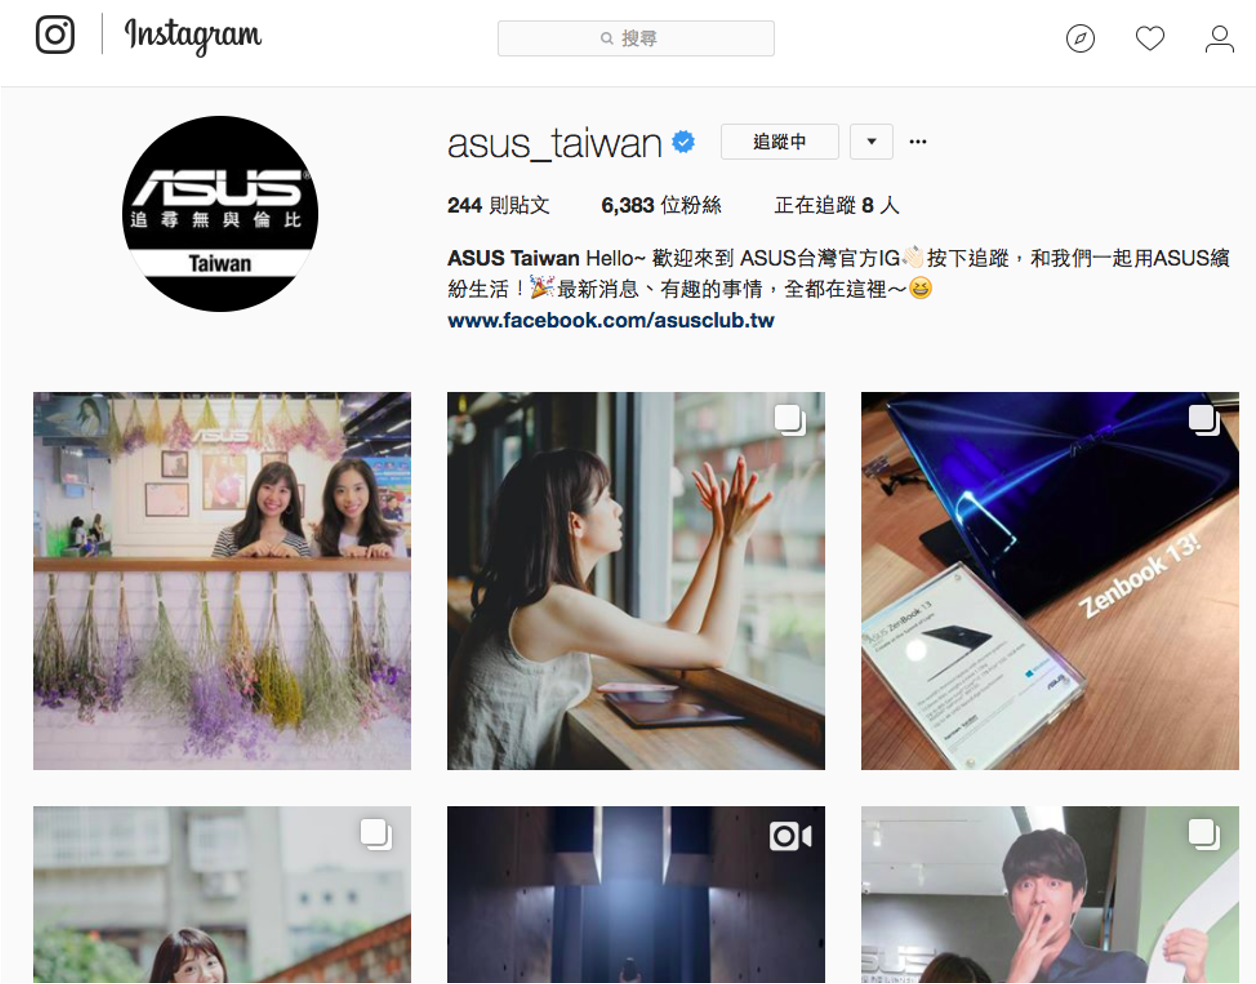 Instagram
搜尋
asus_taiwan
追蹤中
244 則貼文 6,383 位粉絲 正在追蹤 8 人
ASUS
追尋無與倫比
Taiwan
ASUS Taiwan Hello~ 歡迎來到 ASUS台灣官方IG👏🏻按下追蹤，和我們一起用ASUS繽
紛生活！🎉最新消息、有趣的事情，全都在這裡～😆
www.facebook.com/asusclub.tw
ASUS
ASUS
Zenbook 13!
ASUS ZenBook 13
ASUS